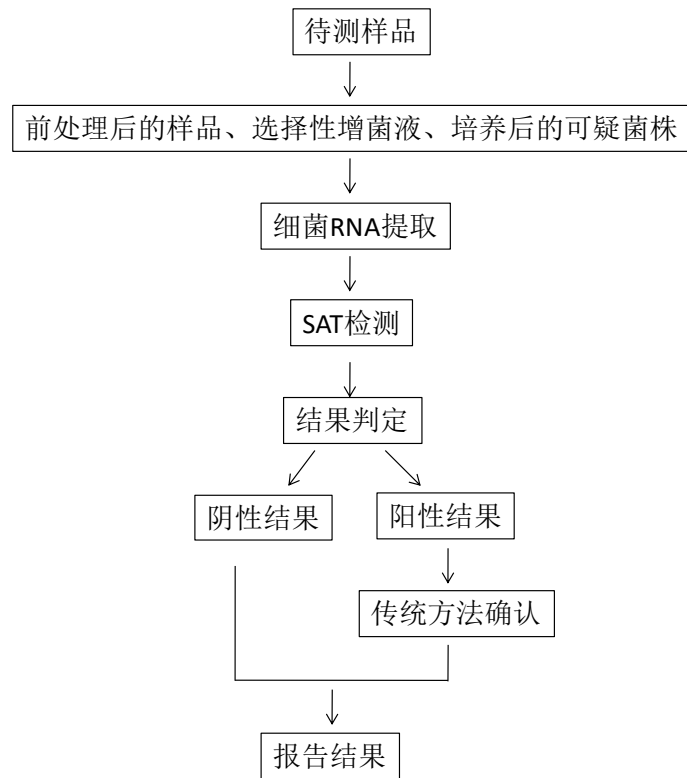 待测样品
前处理后的样品、选择性增菌液、培养后的可疑菌株
细菌RNA提取
SAT检测
结果判定
阴性结果
阳性结果
传统方法确认
报告结果